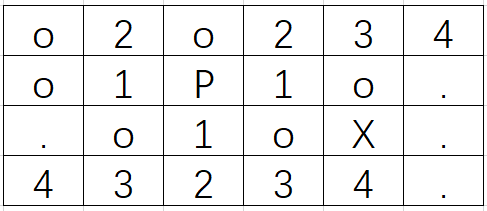 o 2 o 2 3 4
o 1 P 1 o .
. o 1 o X .
4 3 2 3 4 .